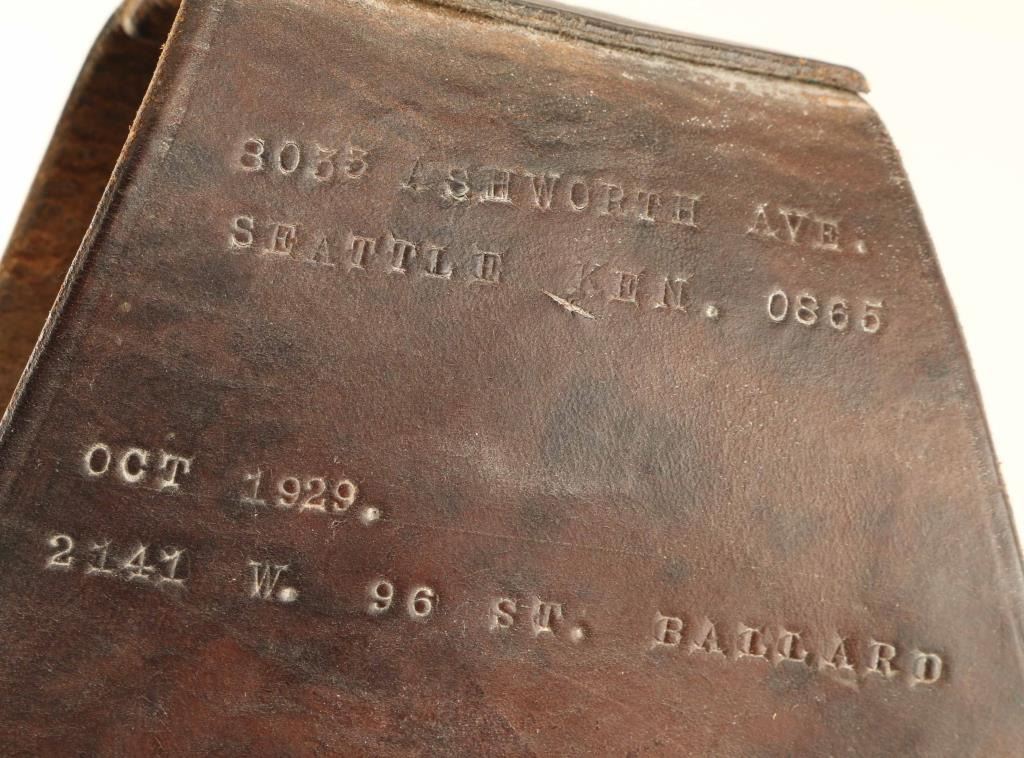 8033 ASHWORTH AVE.
SEATTLE KEN. 0865
OCT 1929.
2141 W. 96 ST. BALLARD